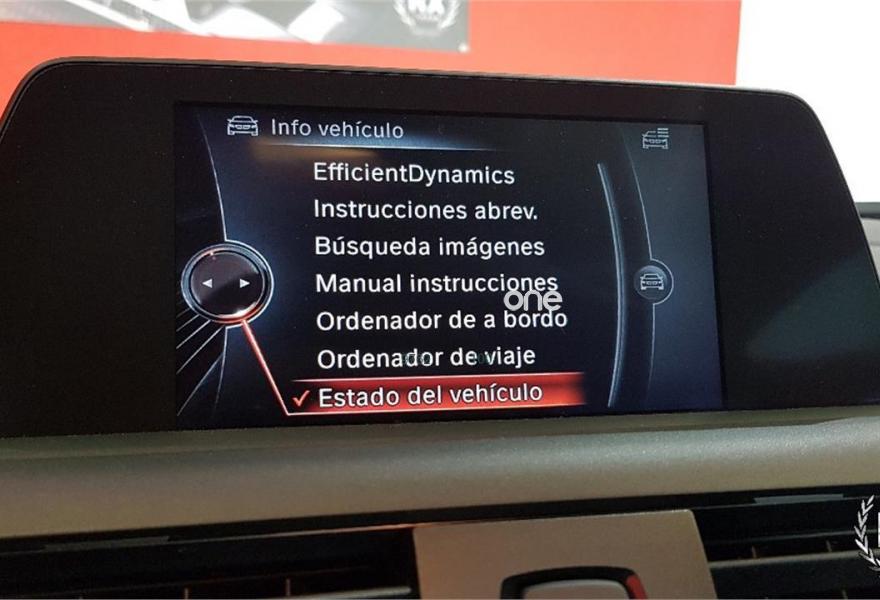 Info vehículo
EfficientDynamics
Instrucciones abrev.
Búsqueda imágenes
Manual instrucciones
one
Ordenador de a bordo
Ordenador de viaje
Estado del vehículo